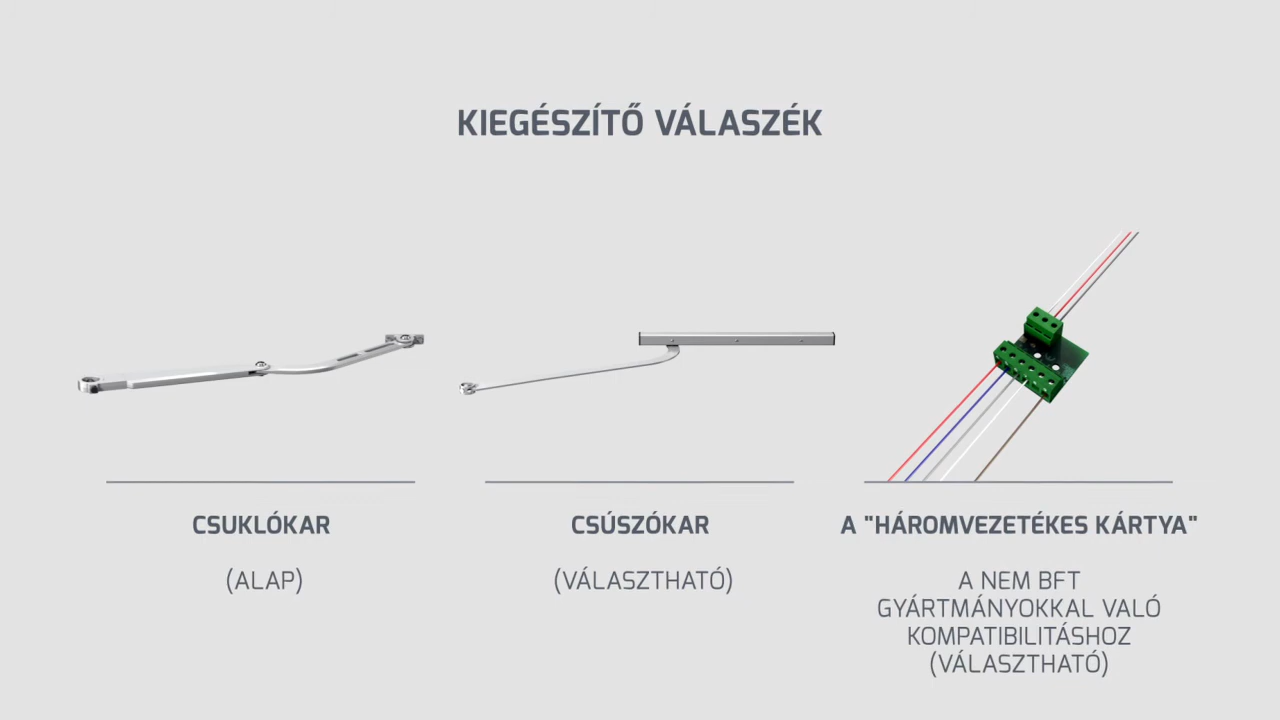 KIEGÉSZÍTŐ VÁLASZÉK
CSUKLÓKAR
(ALAP)
CSÚSZÓKAR
(VÁLASZTHATÓ)
A "HÁROMVEZETÉKES KÁRTYA"
A NEM BFT
GYÁRTMÁNYOKKAL VALÓ
KOMPATIBILITÁSHOZ
(VÁLASZTHATÓ)